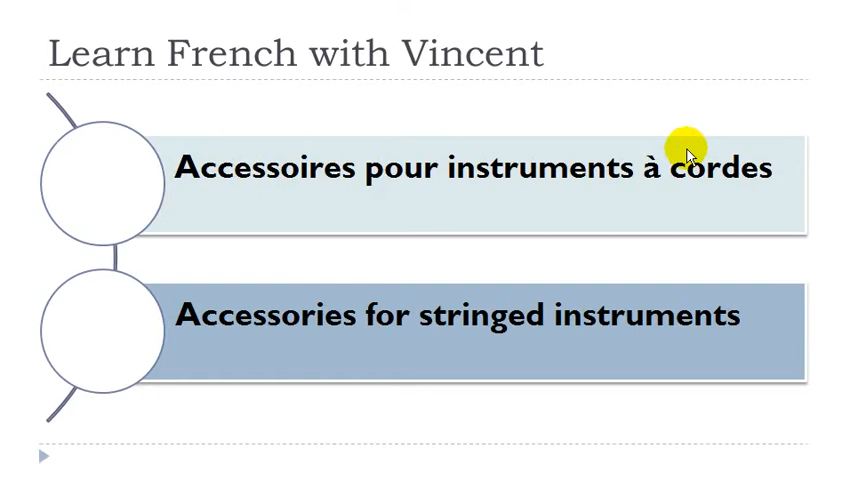 Learn French with Vincent
Accessoires pour instruments à cordes
Accessories for stringed instruments